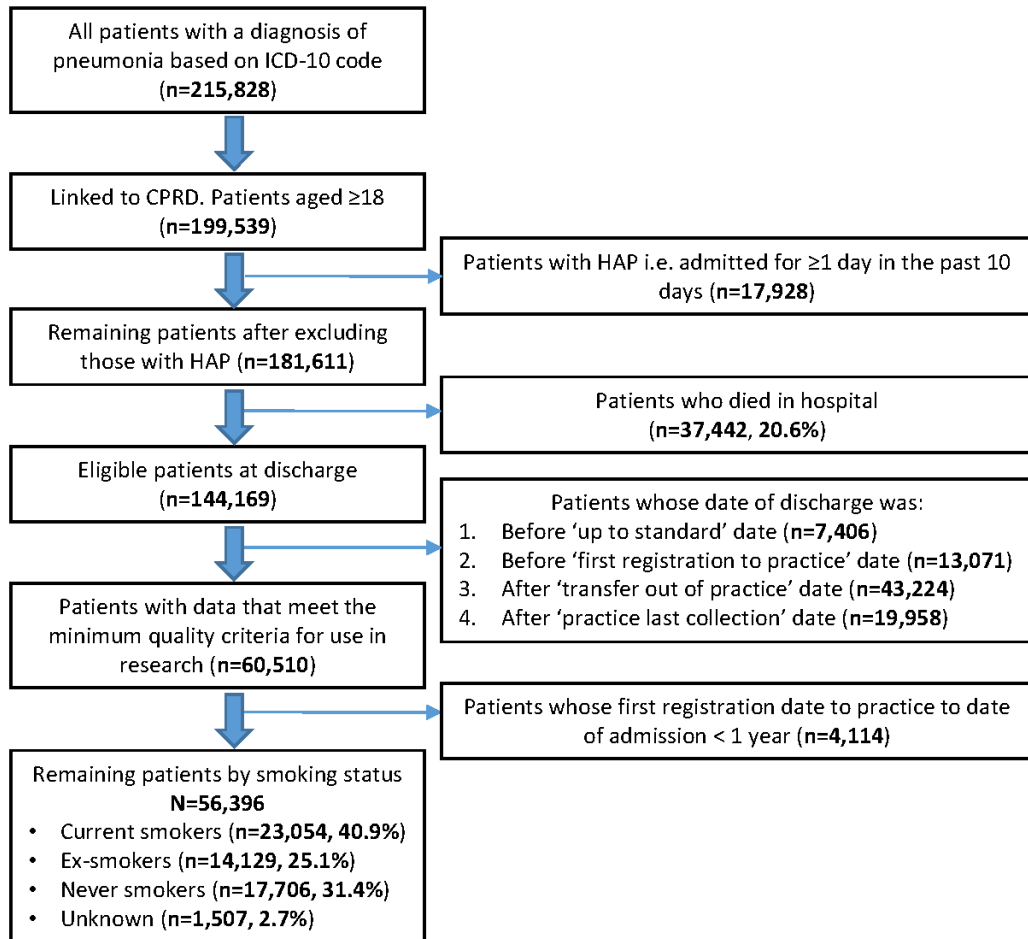 All patients with a diagnosis of
pneumonia based on ICD-10 code
(n=215,828)
Linked to CPRD. Patients aged ≥18
(n=199,539)
Patients with HAP i.e. admitted for ≥1 day in the past 10
days (n=17,928)
Remaining patients after excluding
those with HAP (n=181,611)
Patients who died in hospital
(n=37,442, 20.6%)
Eligible patients at discharge
(n=144,169)
Patients whose date of discharge was:
1. Before ‘up to standard’ date (n=7,406)
2. Before ‘first registration to practice’ date (n=13,071)
3. After ‘transfer out of practice’ date (n=43,224)
4. After ‘practice last collection’ date (n=19,958)
Patients with data that meet the
minimum quality criteria for use in
research (n=60,510)
Patients whose first registration date to practice to date
of admission < 1 year (n=4,114)
Remaining patients by smoking status
N=56,396
• Current smokers (n=23,054, 40.9%)
• Ex-smokers (n=14,129, 25.1%)
• Never smokers (n=17,706, 31.4%)
• Unknown (n=1,507, 2.7%)